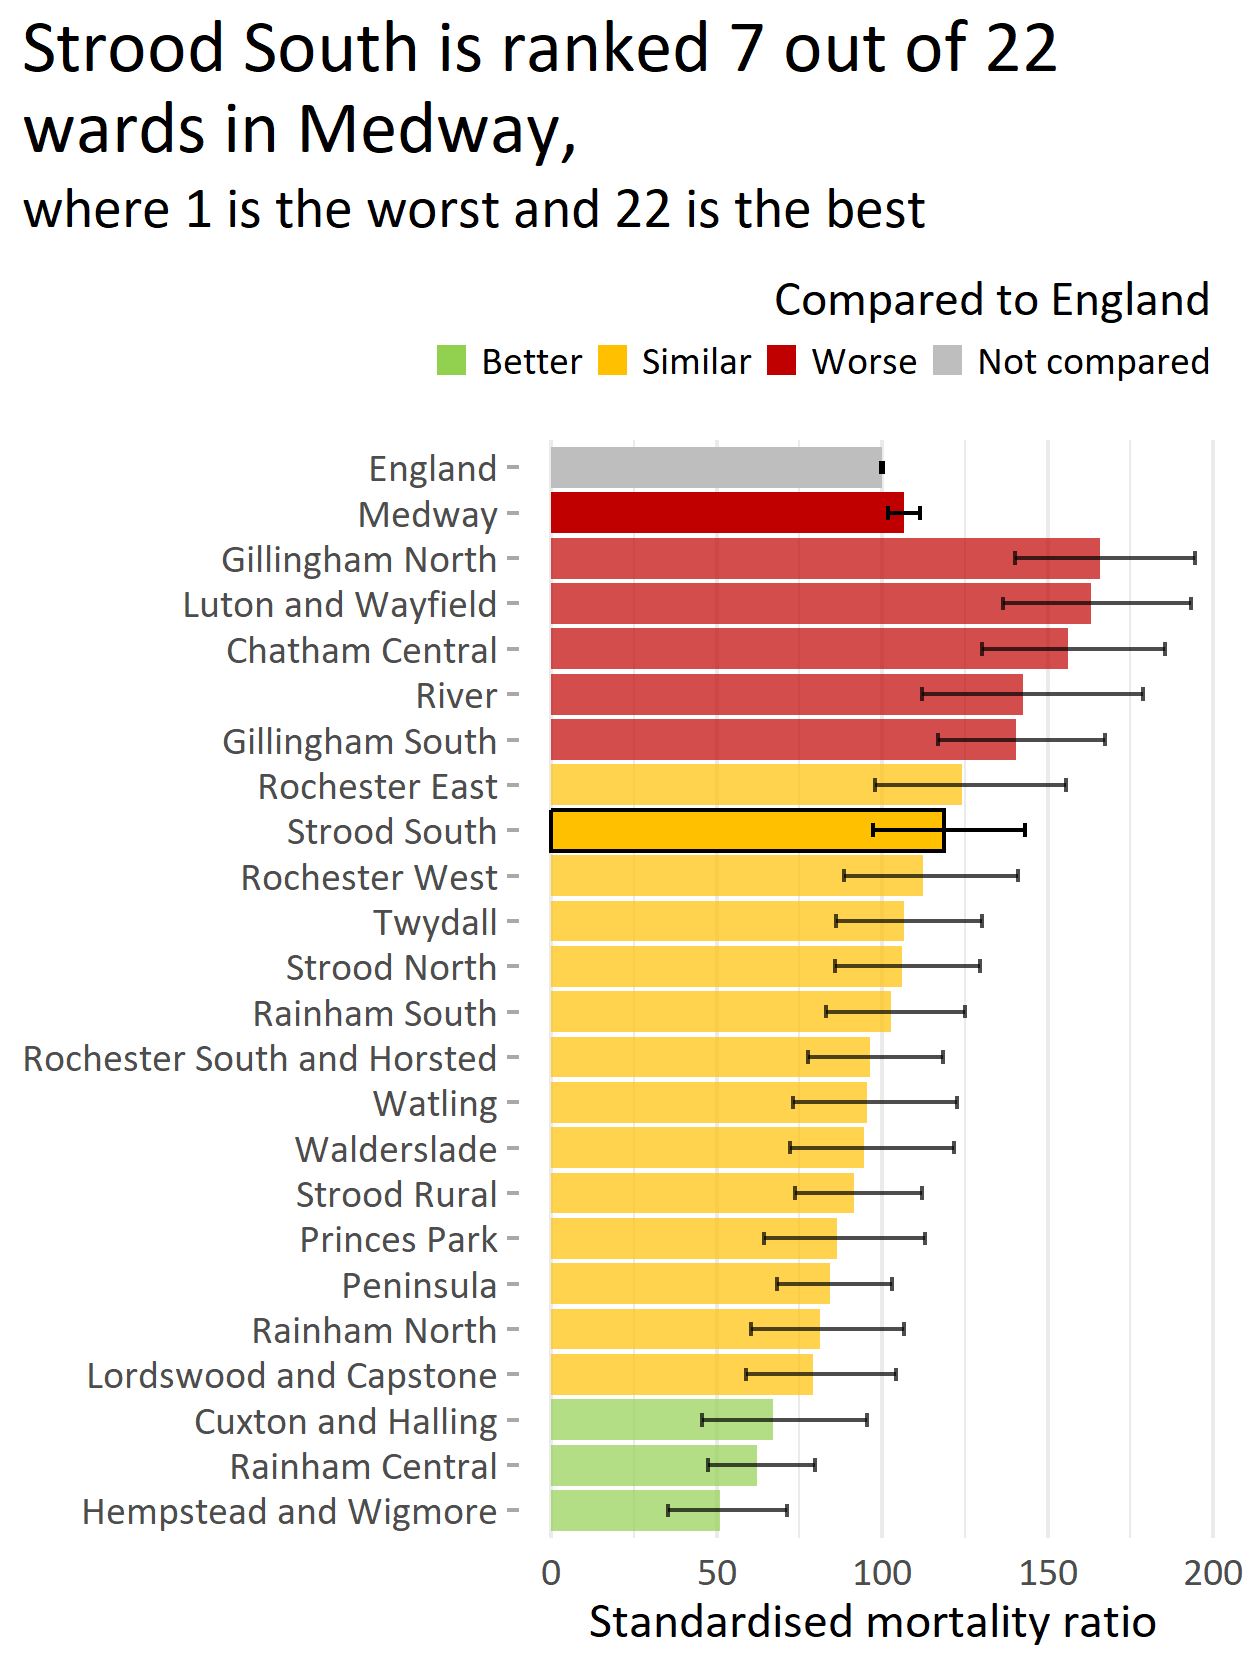 Strood South is ranked 7 out of 22
wards in Medway,
where 1 is the worst and 22 is the best
Compared to England
Better Similar Worse Not compared
England
Medway
Gillingham North
Luton and Wayfield
Chatham Central
River
Gillingham South
Rochester East
Strood South
Rochester West
Twydall
Strood North
Rainham South
Rochester South and Horsted
Watling
Walderslade
Strood Rural
Princes Park
Peninsula
Rainham North
Lordswood and Capstone
Cuxton and Halling
Rainham Central
Hempstead and Wigmore
0 50 100 150 200
Standardised mortality ratio